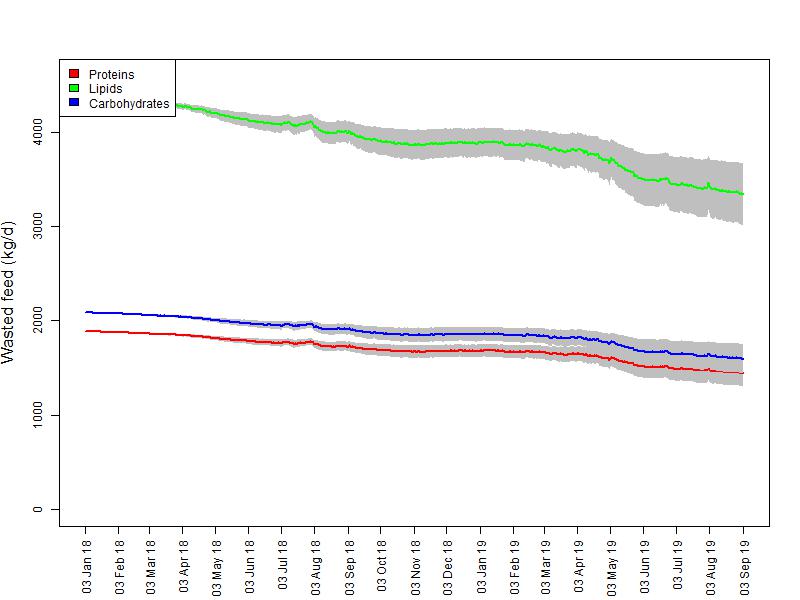 Proteins
Lipids
Carbohydrates
Wasted feed (kg/d)
4000
3000
2000
1000
0
03 Jan 18
03 Feb 18
03 Mar 18
03 Apr 18
03 May 18
03 Jun 18
03 Jul 18
03 Aug 18
03 Sep 18
03 Oct 18
03 Nov 18
03 Dec 18
03 Jan 19
03 Feb 19
03 Mar 19
03 Apr 19
03 May 19
03 Jun 19
03 Jul 19
03 Aug 19
03 Sep 19